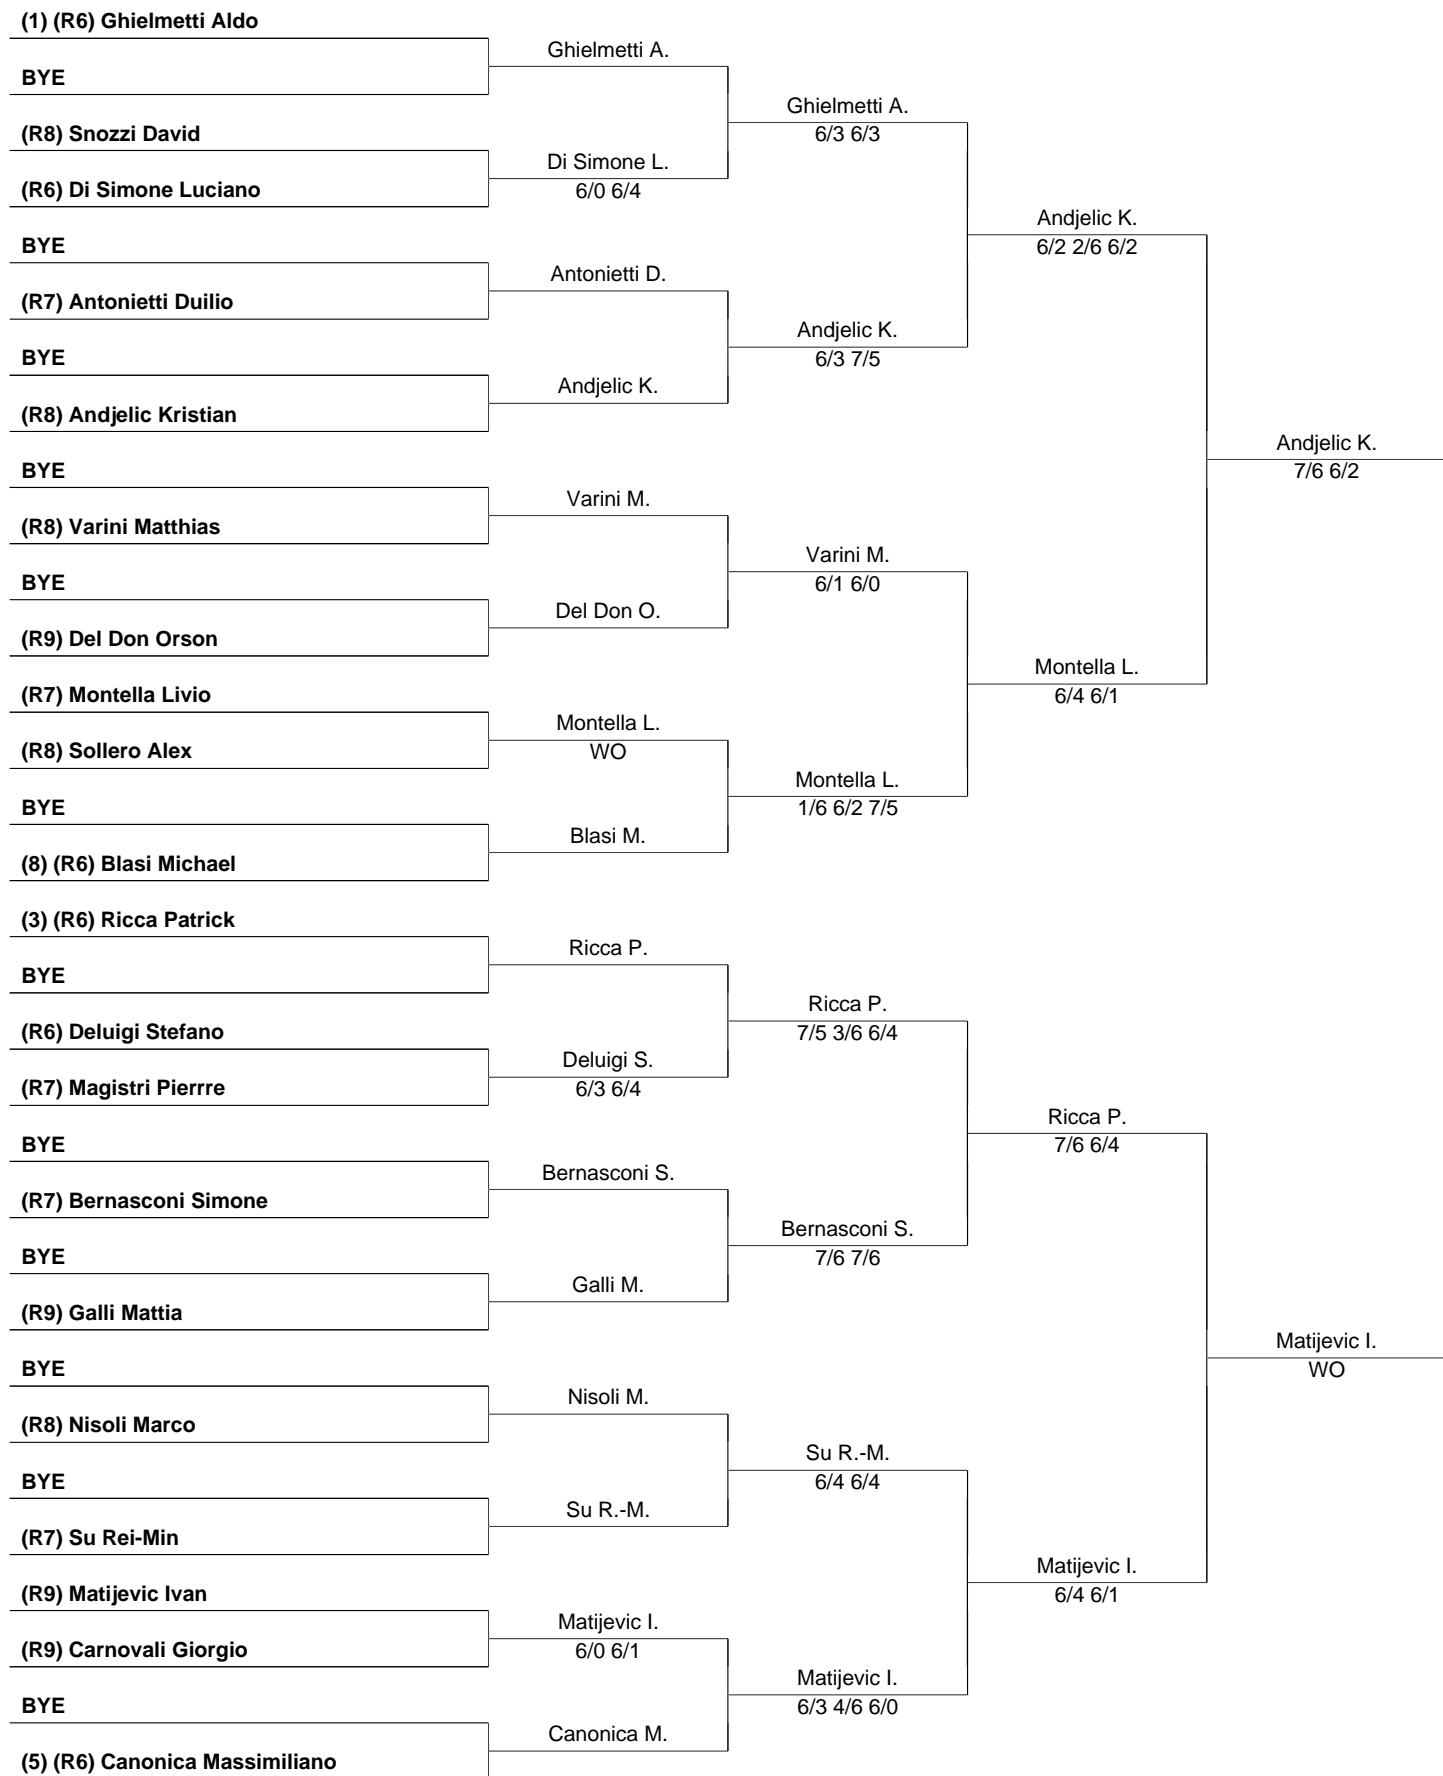 (1) (R6) Ghielmetti Aldo
Ghielmetti A.
BYE
Ghielmetti A.
6/3 6/3
(R8) Snozzi David
Di Simone L.
6/0 6/4
(R6) Di Simone Luciano
Andjelic K.
6/2 2/6 6/2
BYE
Antonietti D.
(R7) Antonietti Duilio
Andjelic K.
6/3 7/5
BYE
Andjelic K.
(R8) Andjelic Kristian
Andjelic K.
7/6 6/2
BYE
Varini M.
(R8) Varini Matthias
Varini M.
6/1 6/0
BYE
Del Don O.
(R9) Del Don Orson
Montella L.
6/4 6/1
(R7) Montella Livio
Montella L.
WO
(R8) Sollero Alex
Montella L.
1/6 6/2 7/5
BYE
Blasi M.
(8) (R6) Blasi Michael
(3) (R6) Ricca Patrick
Ricca P.
BYE
Ricca P.
7/5 3/6 6/4
(R6) Deluigi Stefano
Deluigi S.
6/3 6/4
(R7) Magistri Pierrre
Ricca P.
7/6 6/4
BYE
Bernasconi S.
(R7) Bernasconi Simone
Bernasconi S.
7/6 7/6
BYE
Galli M.
(R9) Galli Mattia
Matijevic I.
WO
BYE
Nisoli M.
(R8) Nisoli Marco
Su R.-M.
6/4 6/4
BYE
Su R.-M.
(R7) Su Rei-Min
Matijevic I.
6/4 6/1
(R9) Matijevic Ivan
Matijevic I.
6/0 6/1
(R9) Carnovali Giorgio
Matijevic I.
6/3 4/6 6/0
BYE
Canonica M.
(5) (R6) Canonica Massimiliano